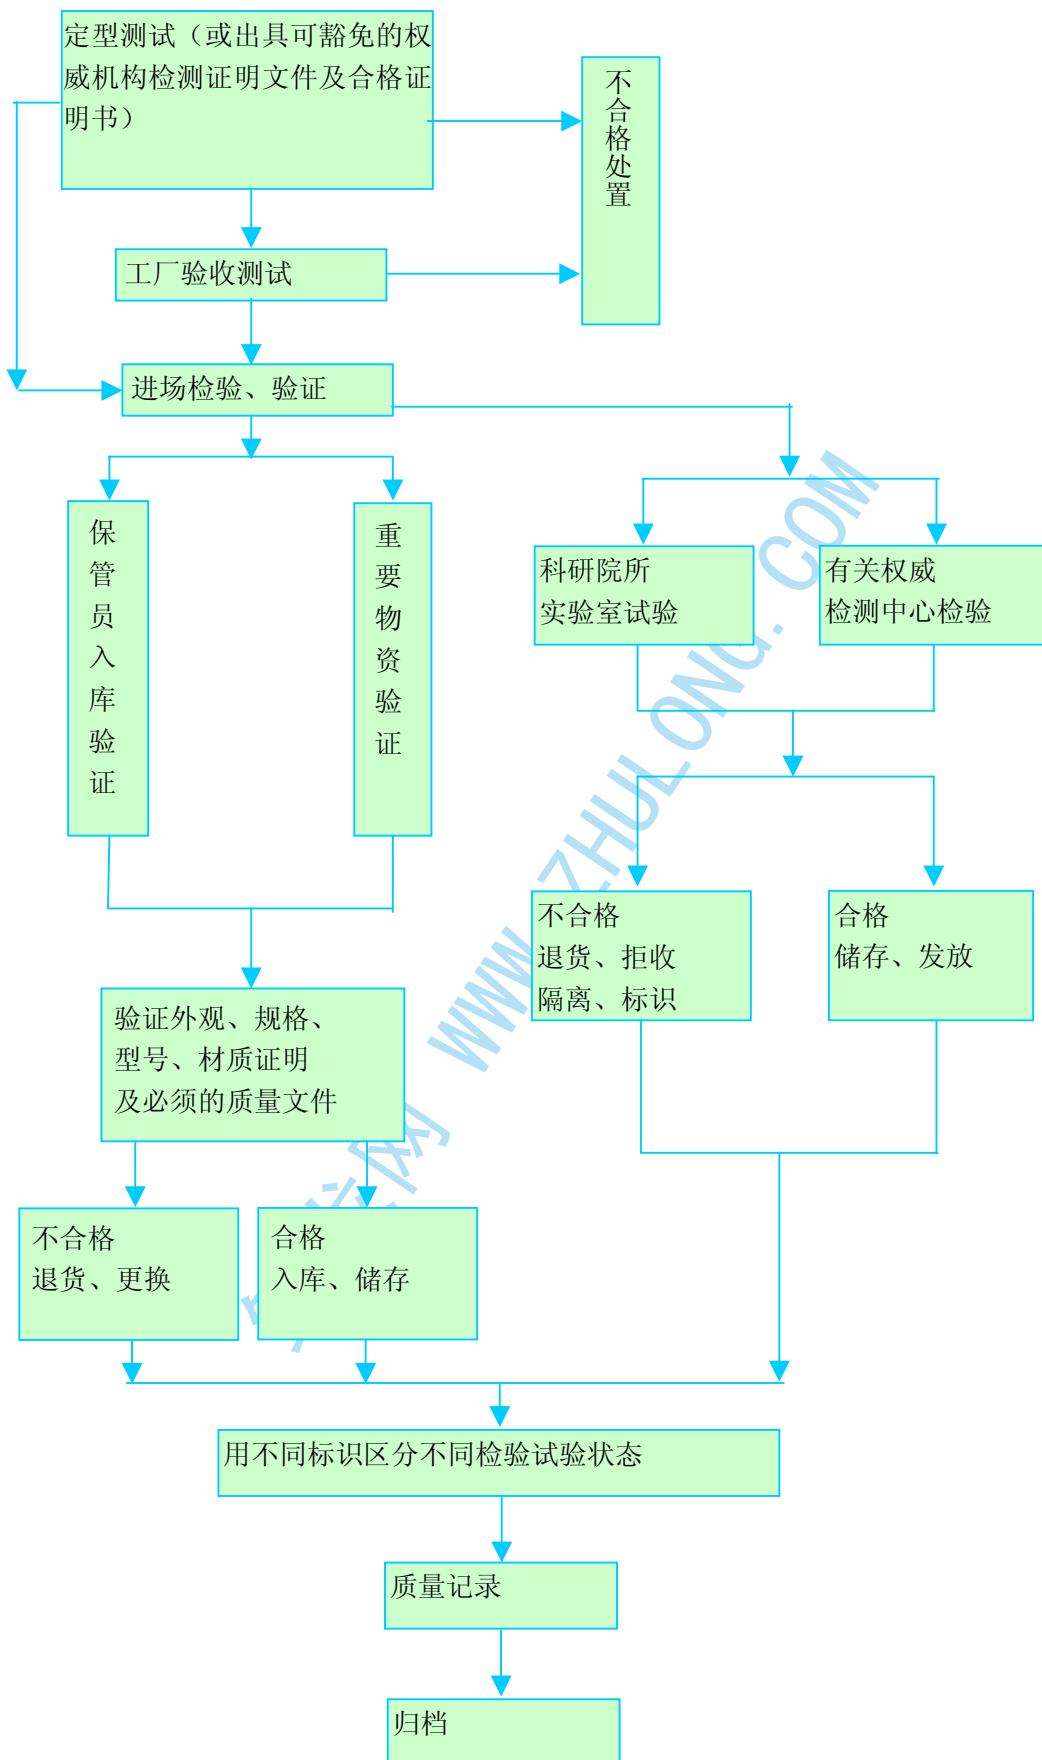 定型测试（或出具可豁免的权
威机构检测证明文件及合格证
明书）
不合格处置
工厂验收测试
进场检验、验证
保管员入库验证
重要物资验证
科研院所
实验室试验
有关权威
检测中心检验
不合格
退货、拒收
隔离、标识
合格
储存、发放
验证外观、规格、
型号、材质证明
及必须的质量文件
不合格
退货、更换
合格
入库、储存
用不同标识区分不同检验试验状态
质量记录
归档
龙网 WWW.ZHULONG.COM